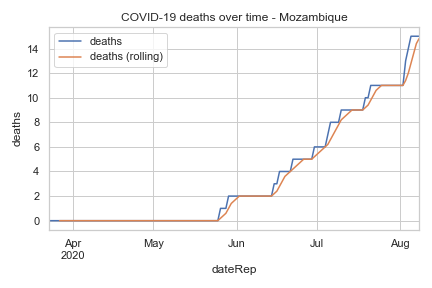 COVID-19 deaths over time - Mozambique
deaths
deaths (rolling)
14
12
10
8
6
4
2
0
deaths
Apr
2020
May
Jun
Jul
Aug
dateRep